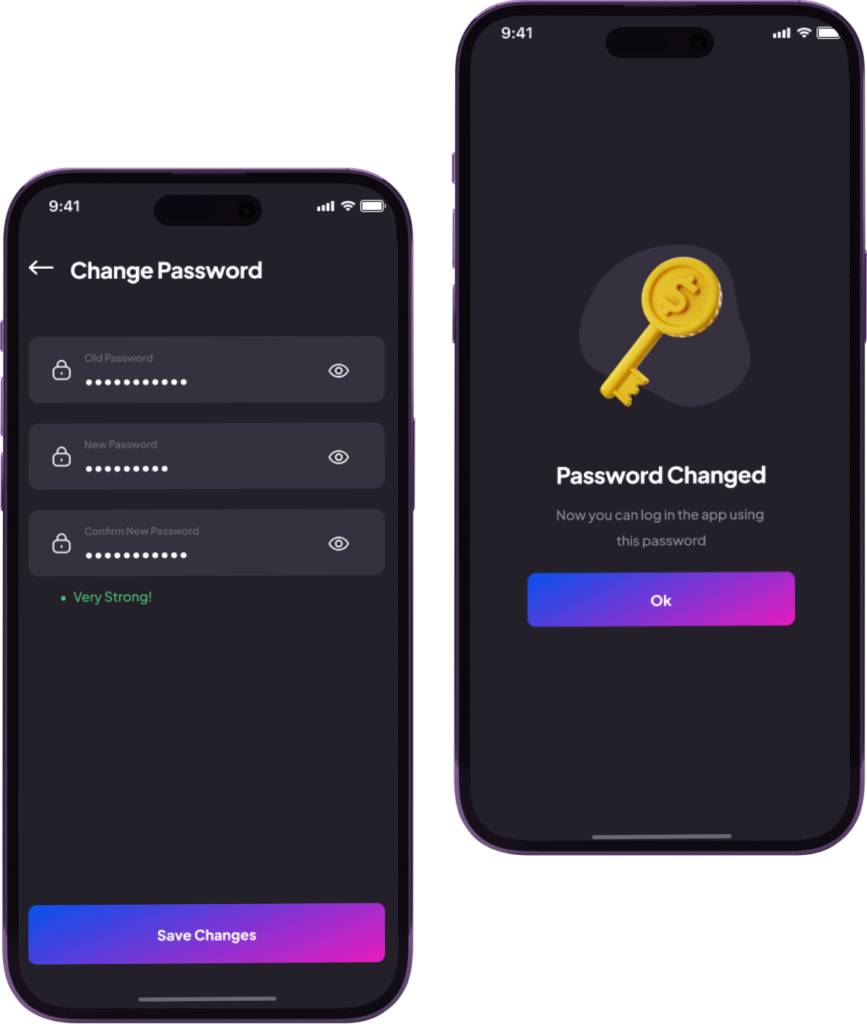 9:41
Change Password
Old Password
•••••••••••
New Password
•••••••••
Confirm New Password
•••••••••••
• Very Strong!
Save Changes
9:41
$
Password Changed
Now you can log in the app using
this password
Ok